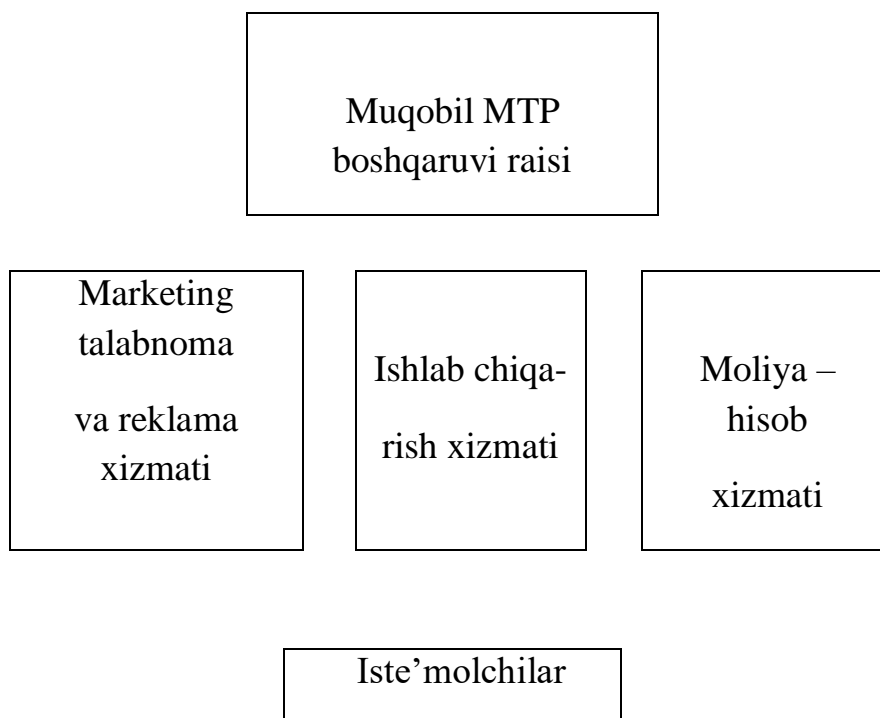 Muqobil MTP
boshqaruvi raisi
Marketing
talabnoma
va reklama
xizmati
Ishlab chiqa-
rish xizmati
Moliya –
hisob
xizmati
Iste’molchilar